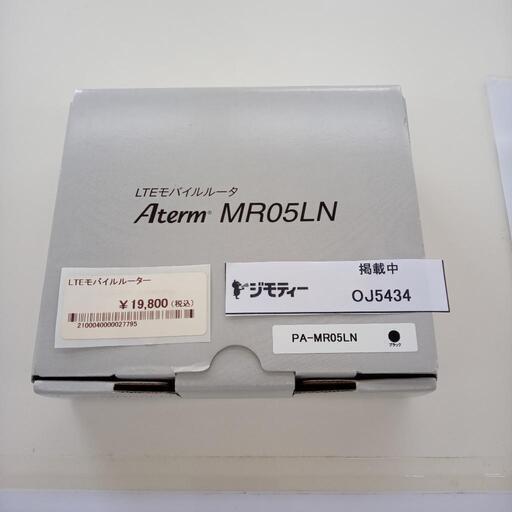 LTEモバイルルータ
Aterm® MR05LN
LTEモバイルルーター
¥19,800(税込)
2100040000027795
ジモティー
掲載中
OJ5434
PA-MR05LN
ブラック